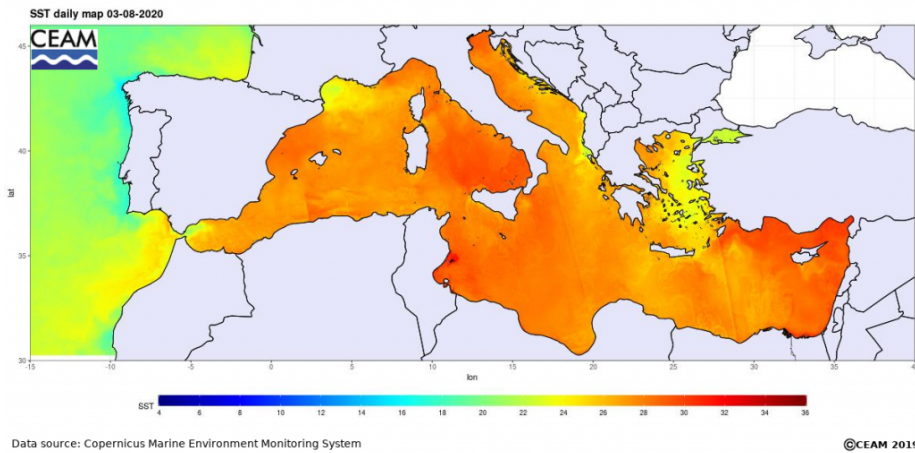 SST daily map 03-08-2020
CEAM
45
40
35
30
lat
-15 -10 -5 0 5 10 15 20 25 30 35 40
lon
SST
4 6 8 10 12 14 16 18 20 22 24 26 28 30 32 34 36
Data source: Copernicus Marine Environment Monitoring System
©CEAM 2019